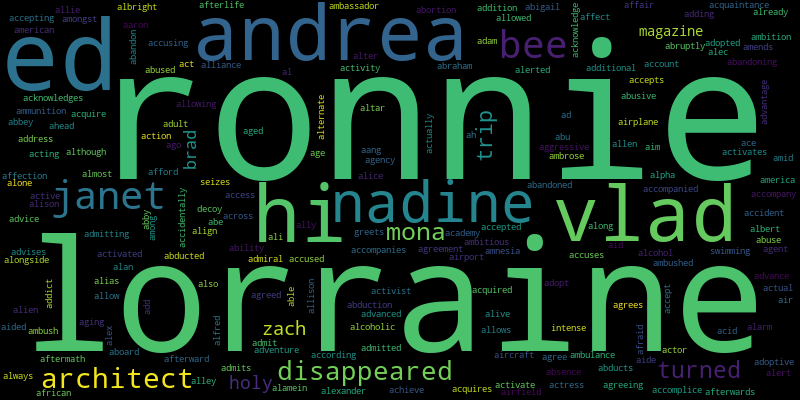 allie amongst albright afterlife ambassador abortion addition allowed abigail affair adding acquaintance already
accepting american ed abandon accusing aaron andrea alter adam bee acknowledge affect magazine adopted ambition amends
abused act alliance al activity abraham alerted additional abruptly alec account abandoning
acknowledges ronnie allowing altar alternate abusive accepts advantage
ammunition acquire adult aged actually trip ad airplane
abbey ahead action ah aggressive allen aim ace activates
address although ago brad age aang agency abu ambrose amid
acting almost afford alice alpha america
affection janet seizes access hi nadine abandoned vlad accompanied accompany
alone active alison abby among accidentally decoy across greets academy accepted along accident
advice abe align ali ally mona ambitious albert abuse
advises admitting ability accompanies agreement amnesia aid accuses alcohol swimming agent
alongside activated abducted admiral accused airport ambushed
alien addict alias alan lorraine also agreed able allison abduction activist acquired adopt agrees accept advance actual
allow add advanced alive air
aided ambush aging alex alfred zach alcoholic allows intense afraid acid alarm
aftermath aboard afterward admit adventure according admitted aircraft agree ambulance aide actor adoptive
always architect alley admits holy disappeared absence abducts turned alert
african alamein alexander achieve acquires activate airfield actress agreeing accomplice afterwards